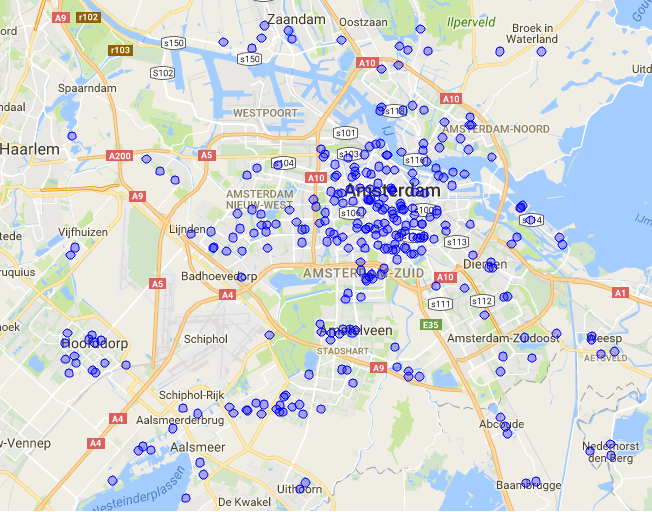 A9
r102
Zaandam
Oostzaan
Ilperveld
Broek in
Waterland
s150
r103
s150
A10
S102
Spaarndam
A10
WESTPOORT
s118
s101
AMSTERDAM-NOORD
Haarlem
A200
A5
s103
s104
s116
A10
Amsterdam
A9
AMSTERDAM
NIEUW-WEST
s106
s100
s114
Vijfhuizen
Lijnden
s113
AMSTERDAM-ZUID
Diemen
Badhoevedorp
A10
A5
A4
A1
s111
s112
E35
Amstelveen
Hoofddorp
Schiphol
Amsterdam-Zuidoost
Weesp
STADSHART
AETSVELD
A9
Schiphol-Rijk
Aalsmeerderbrug
A4
Abcoude
A4
Aalsmeer
Nederhorst
den Berg
Westeinderplassen
Uithoorn
Baambrugge
De Kwakel